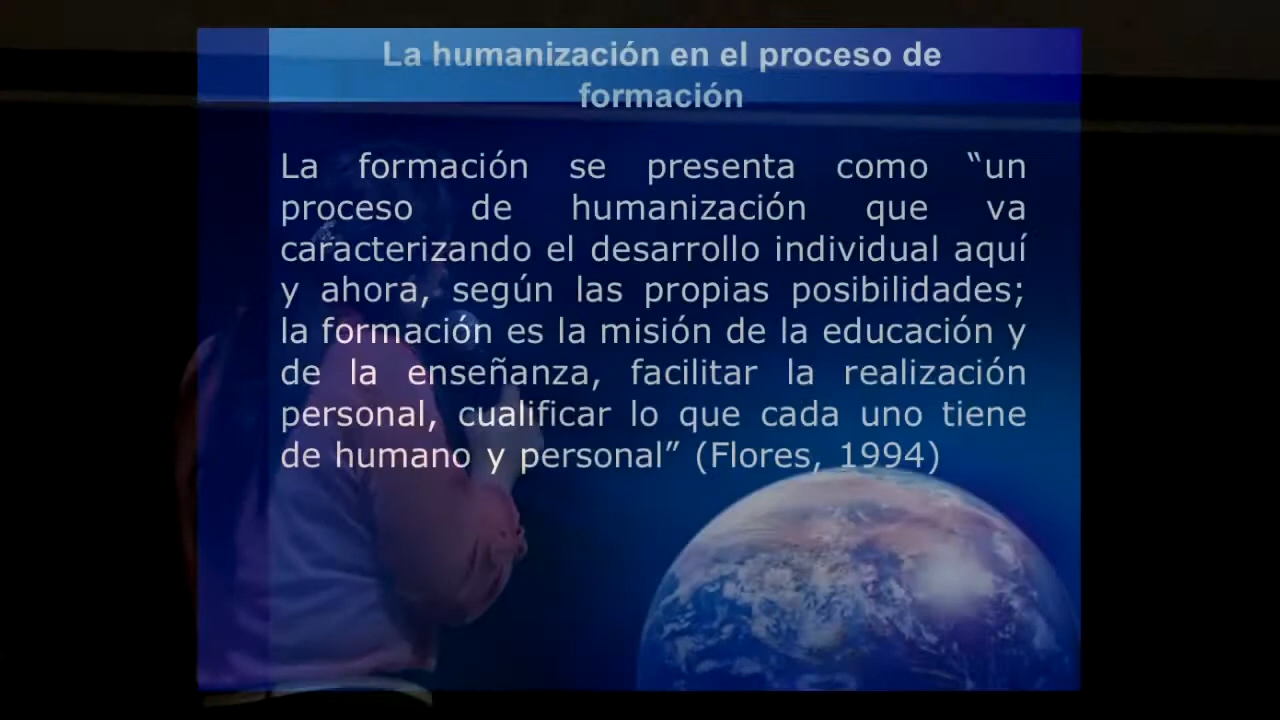 La humanización en el proceso de
formación
La formación se presenta como “un
proceso de humanización que va
caracterizando el desarrollo individual aquí
y ahora, según las propias posibilidades;
la formación es la misión de la educación y
de la enseñanza, facilitar la realización
personal, cualificar lo que cada uno tiene
de humano y personal” (Flores, 1994)